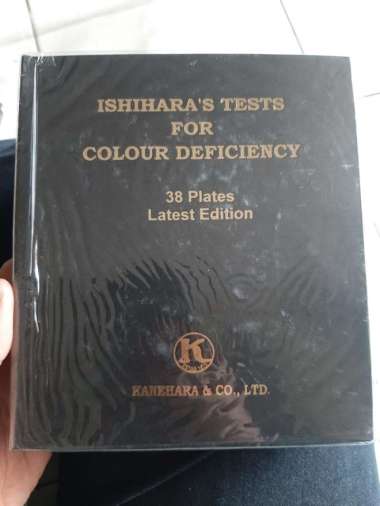 ISHIHARA'S TESTS
FOR
COLOUR DEFICIENCY
38 Plates
Latest Edition
K
KANEHARA & CO., LTD.